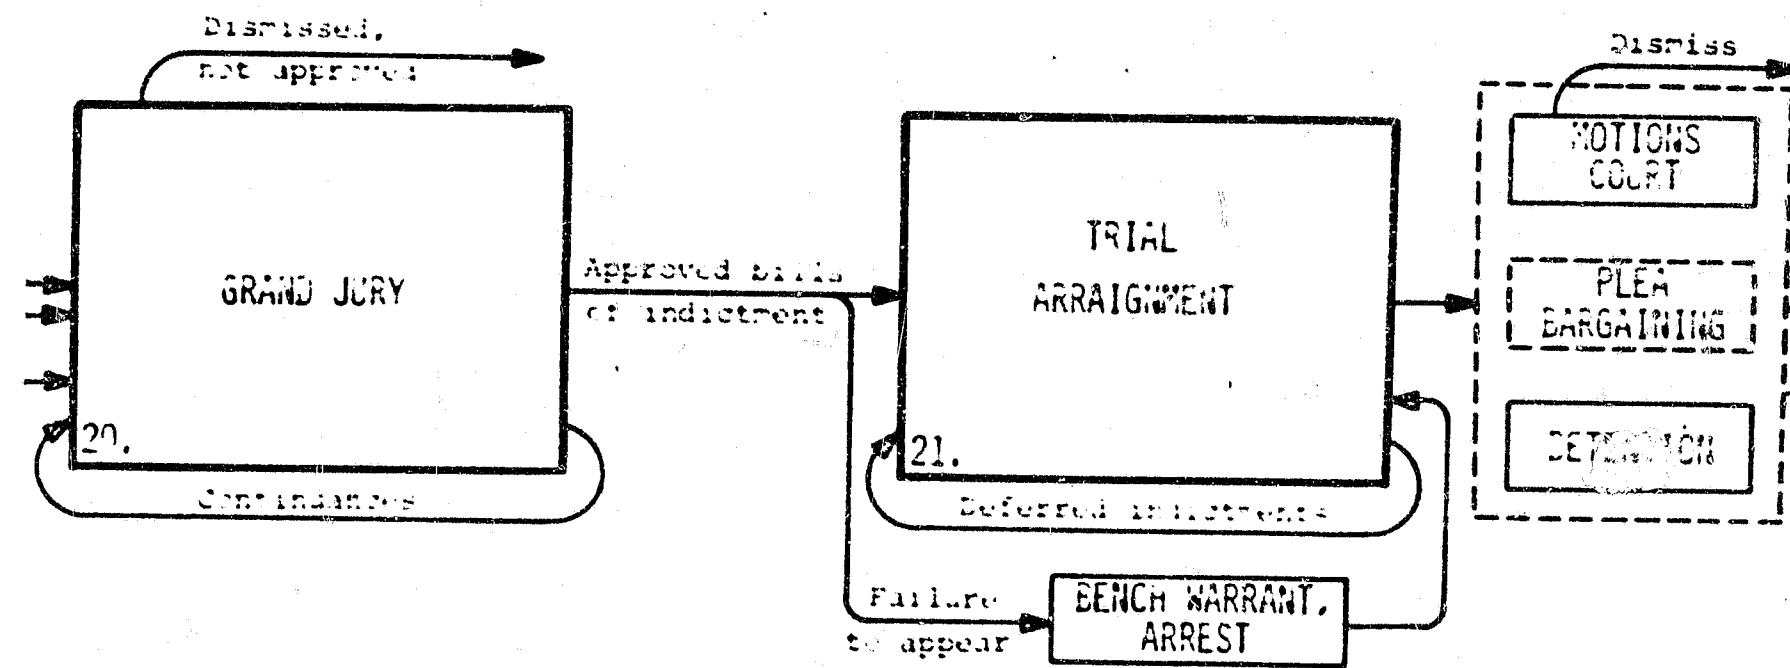 Dismissed,
not approved
GRAND JURY
20.
Continuances
Approved bills
of indictment
TRIAL
ARRAIGNMENT
21.
Deferred indictments
Failure
to appear
BENCH WARRANT,
ARREST
Dismiss
MOTIONS
COURT
PLEA
BARGAINING
DETENTION